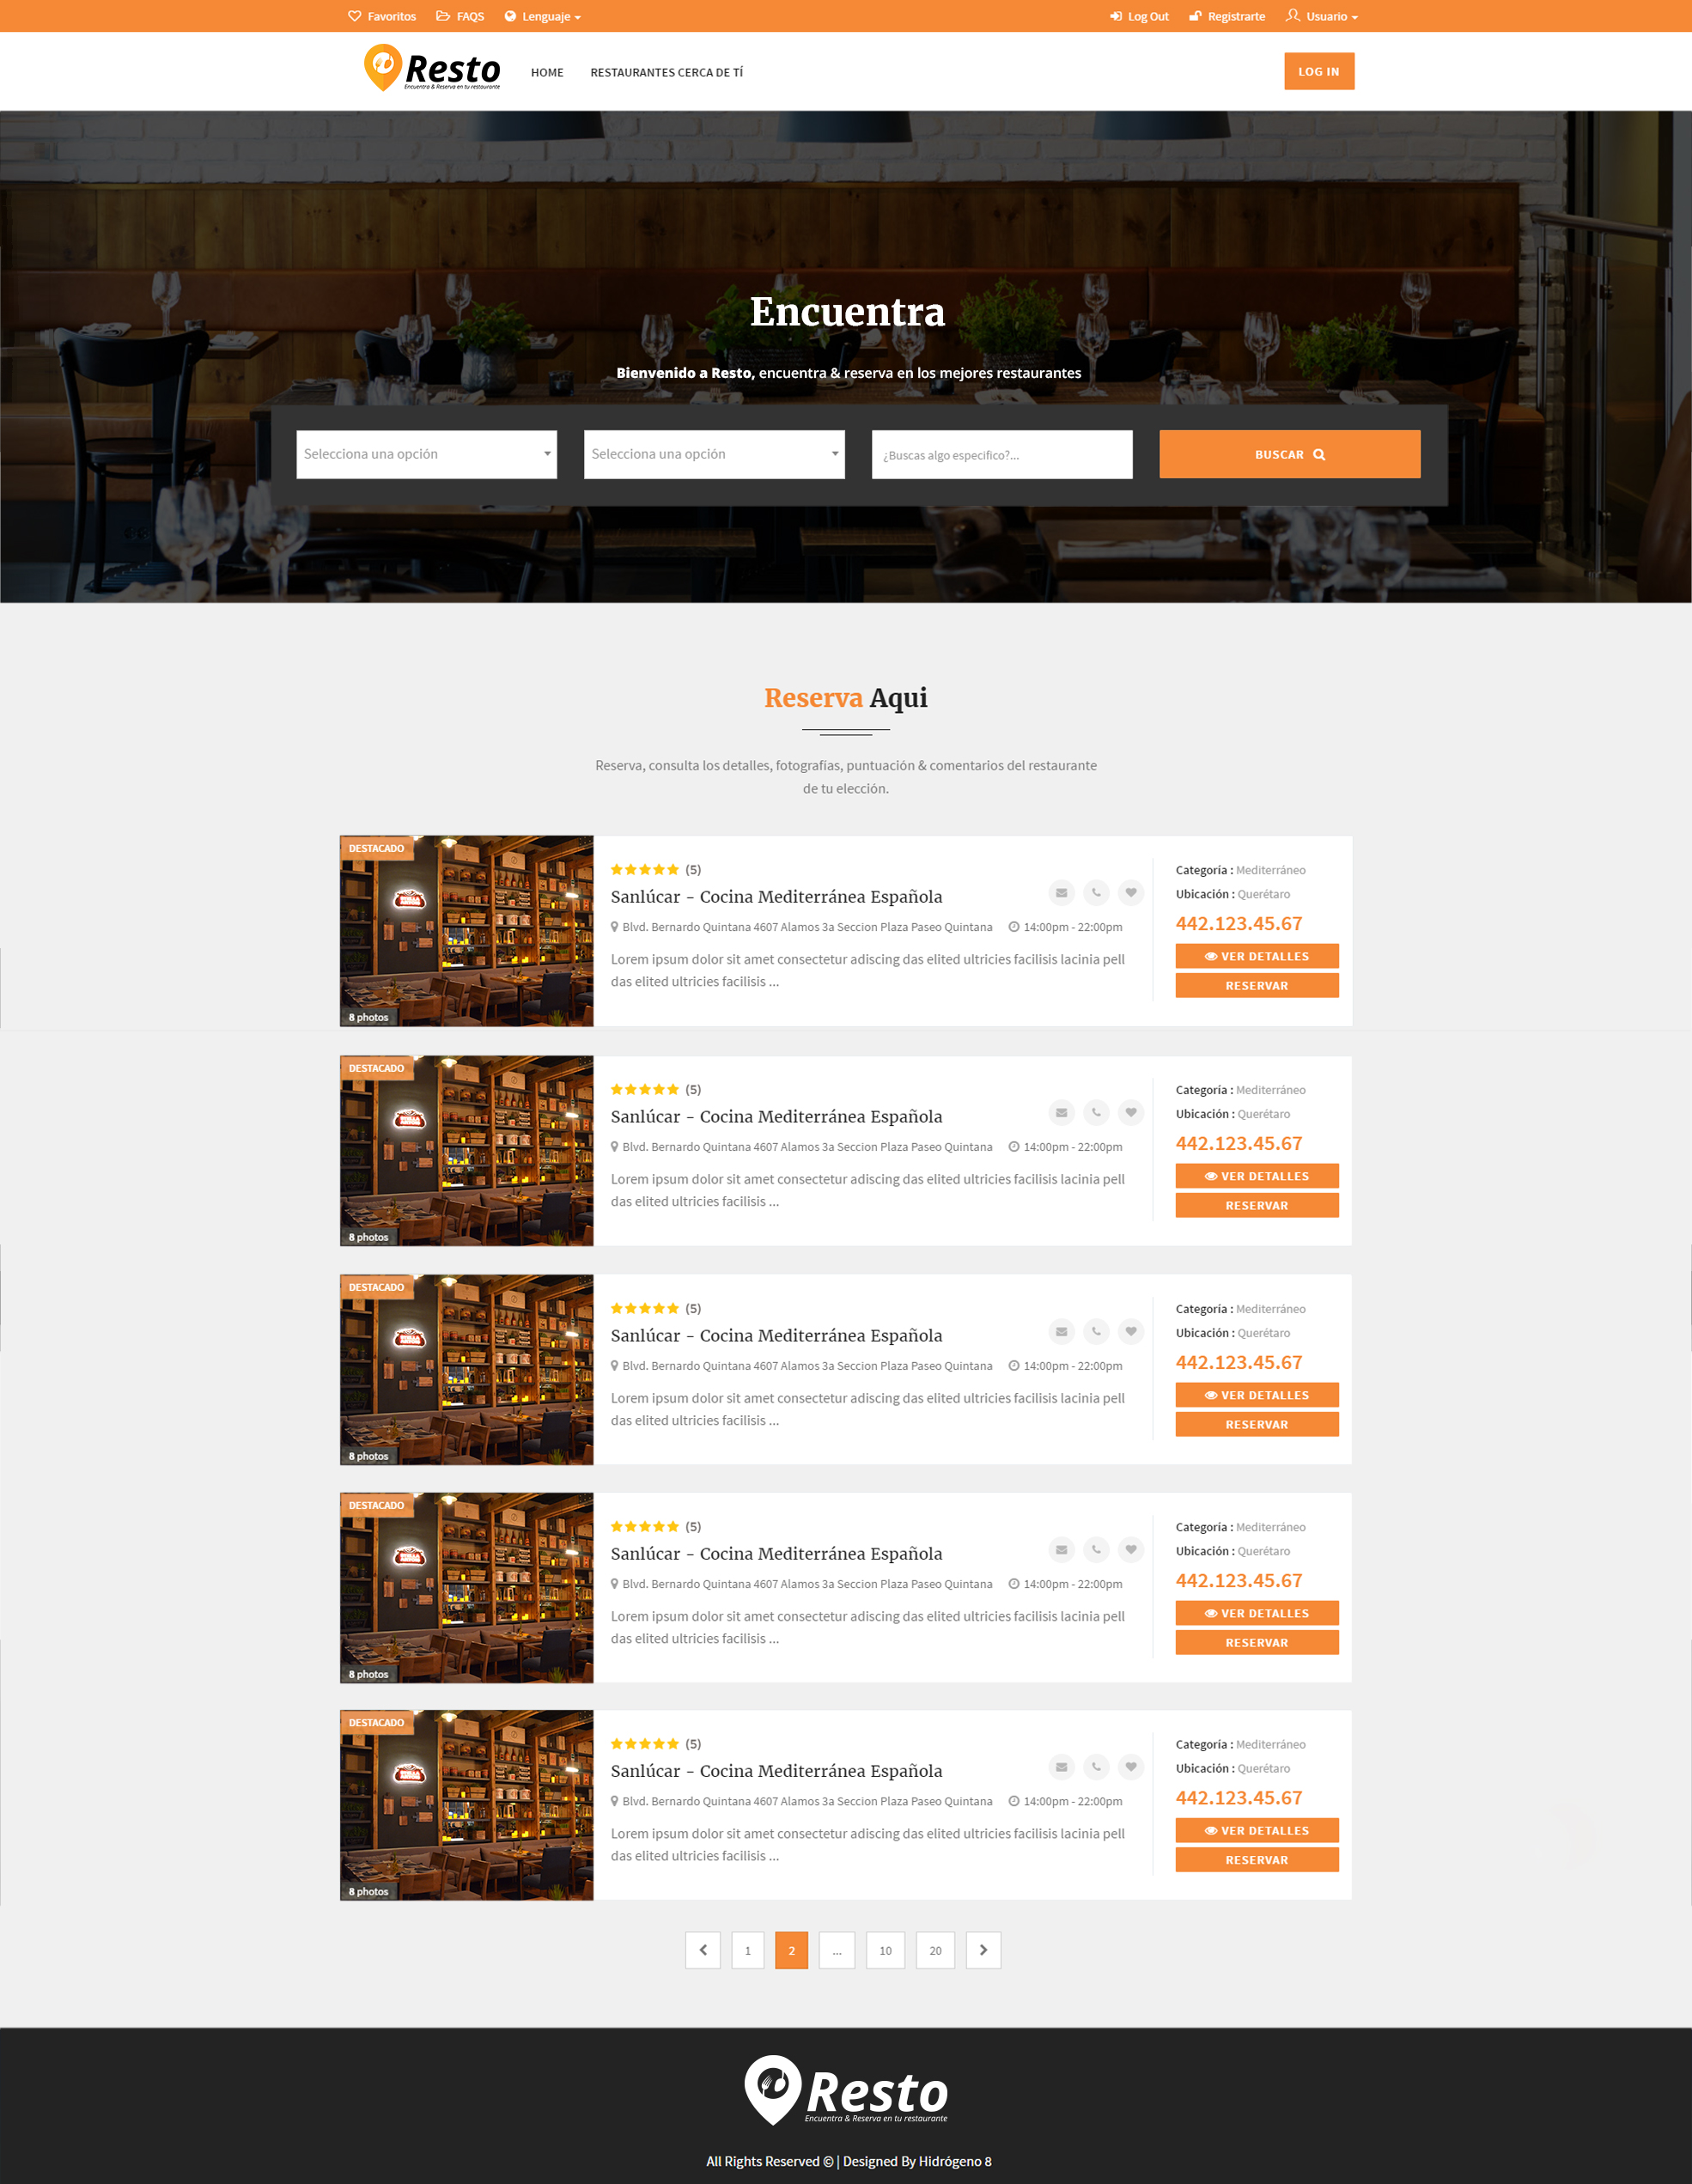 Favoritos FAQS Lenguaje Log Out Registrarte Usuario
Resto
Encuentra & Reserva en tu restaurante
HOME RESTAURANTES CERCA DE TÍ LOG IN
Encuentra
Bienvenido a Resto, encuentra & reserva en los mejores restaurantes
Selecciona una opción Selecciona una opción ¿Buscas algo especifico?... BUSCAR
Reserva Aqui
Reserva, consulta los detalles, fotografías, puntuación & comentarios del restaurante
de tu elección.
DESTACADO
8 photos
(5)
Sanlúcar - Cocina Mediterránea Española
Blvd. Bernardo Quintana 4607 Alamos 3a Seccion Plaza Paseo Quintana 14:00pm - 22:00pm
Lorem ipsum dolor sit amet consectetur adiscing das elited ultricies facilisis lacinia pell
das elited ultricies facilisis ...
Categoría : Mediterráneo
Ubicación : Querétaro
442.123.45.67
VER DETALLES
RESERVAR
DESTACADO
8 photos
(5)
Sanlúcar - Cocina Mediterránea Española
Blvd. Bernardo Quintana 4607 Alamos 3a Seccion Plaza Paseo Quintana 14:00pm - 22:00pm
Lorem ipsum dolor sit amet consectetur adiscing das elited ultricies facilisis lacinia pell
das elited ultricies facilisis ...
Categoría : Mediterráneo
Ubicación : Querétaro
442.123.45.67
VER DETALLES
RESERVAR
DESTACADO
8 photos
(5)
Sanlúcar - Cocina Mediterránea Española
Blvd. Bernardo Quintana 4607 Alamos 3a Seccion Plaza Paseo Quintana 14:00pm - 22:00pm
Lorem ipsum dolor sit amet consectetur adiscing das elited ultricies facilisis lacinia pell
das elited ultricies facilisis ...
Categoría : Mediterráneo
Ubicación : Querétaro
442.123.45.67
VER DETALLES
RESERVAR
DESTACADO
8 photos
(5)
Sanlúcar - Cocina Mediterránea Española
Blvd. Bernardo Quintana 4607 Alamos 3a Seccion Plaza Paseo Quintana 14:00pm - 22:00pm
Lorem ipsum dolor sit amet consectetur adiscing das elited ultricies facilisis lacinia pell
das elited ultricies facilisis ...
Categoría : Mediterráneo
Ubicación : Querétaro
442.123.45.67
VER DETALLES
RESERVAR
DESTACADO
8 photos
(5)
Sanlúcar - Cocina Mediterránea Española
Blvd. Bernardo Quintana 4607 Alamos 3a Seccion Plaza Paseo Quintana 14:00pm - 22:00pm
Lorem ipsum dolor sit amet consectetur adiscing das elited ultricies facilisis lacinia pell
das elited ultricies facilisis ...
Categoría : Mediterráneo
Ubicación : Querétaro
442.123.45.67
VER DETALLES
RESERVAR
1 2 ... 10 20
Resto
Encuentra & Reserva en tu restaurante
All Rights Reserved © | Designed By Hidrógeno 8